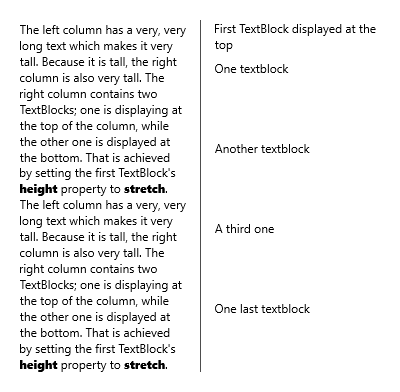 The left column has a very, very
long text which makes it very
tall. Because it is tall, the right
column is also very tall. The
right column contains two
TextBlocks; one is displaying at
the top of the column, while
the other one is displayed at
the bottom. That is achieved
by setting the first TextBlock's
height property to stretch.
The left column has a very, very
long text which makes it very
tall. Because it is tall, the right
column is also very tall. The
right column contains two
TextBlocks; one is displaying at
the top of the column, while
the other one is displayed at
the bottom. That is achieved
by setting the first TextBlock's
height property to stretch.
First TextBlock displayed at the
top
One textblock
Another textblock
A third one
One last textblock